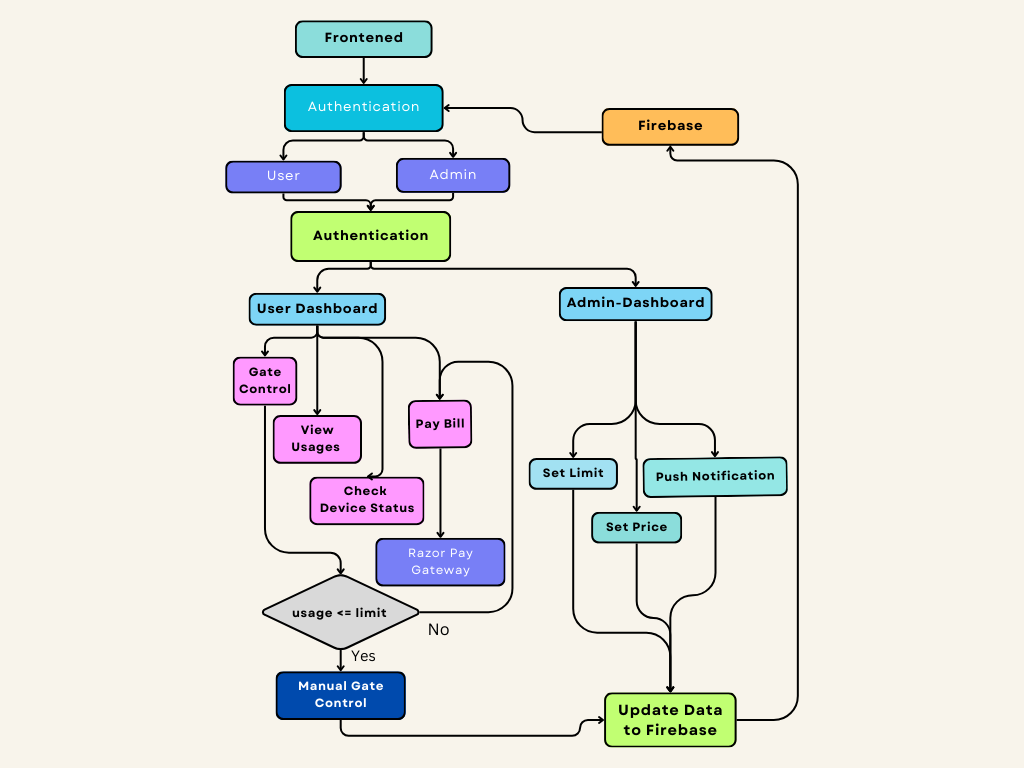 Frontened
Authentication
Firebase
User
Admin
Authentication
User Dashboard
Admin-Dashboard
Gate
Control
View
Usages
Pay Bill
Check
Device Status
Set Limit
Push Notification
Set Price
Razor Pay
Gateway
usage <= limit
No
Yes
Manual Gate
Control
Update Data
to Firebase